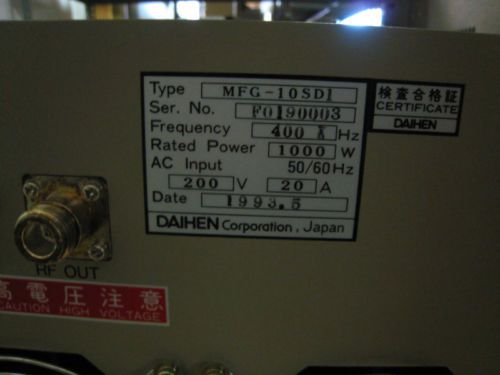 Type MFG-10SD1
Ser. No. F0190003
Frequency 400 k Hz
Rated Power 1000 W
AC Input 50/60Hz
200 V 20 A
Date 1993.5
DAIHEN Corporation, Japan
検査合格証
CERTIFICATE
DAIHEN
RF OUT
高電圧注意
CAUTION HIGH VOLTAGE